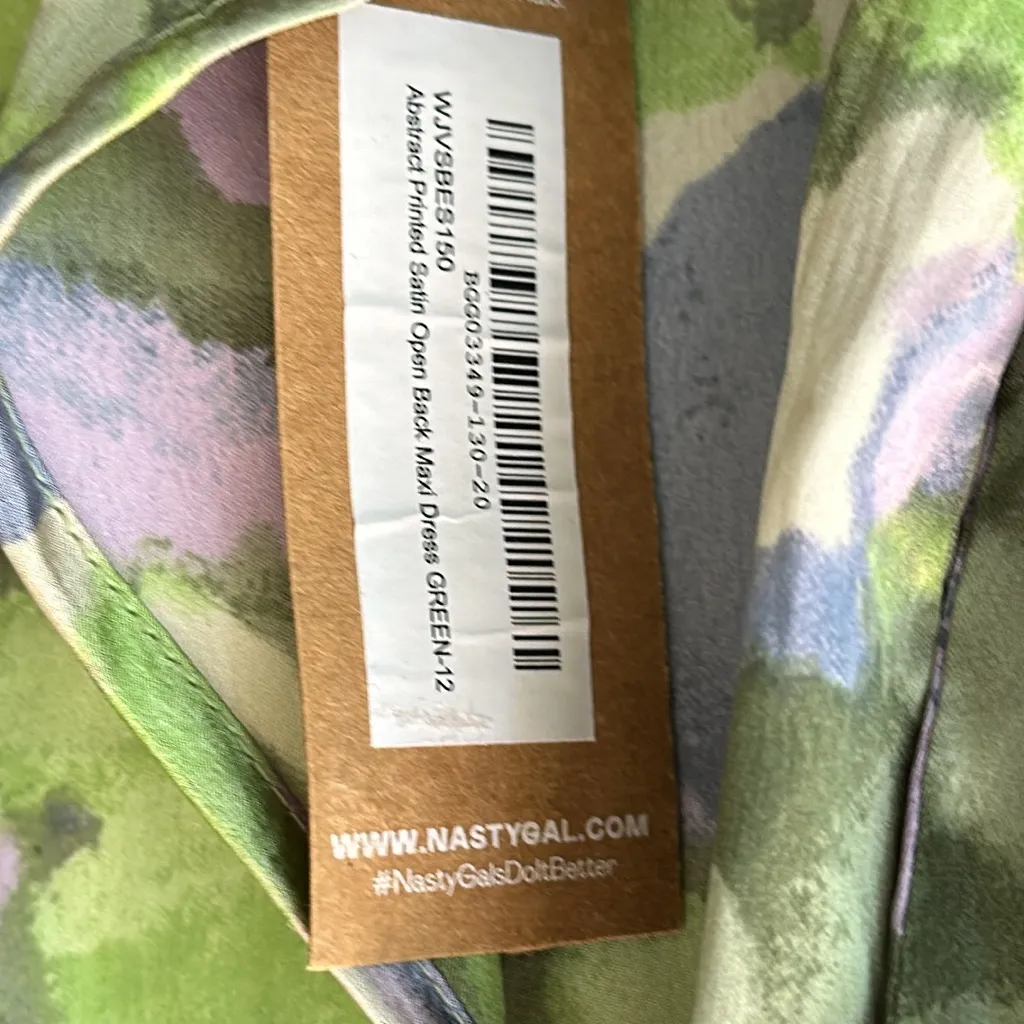 BGG03349-130-20
WJVSBES150
Abstract Printed Satin Open Back Maxi Dress GREEN-12
WWW.NASTYGAL.COM
#NastyGalsDoItBetter